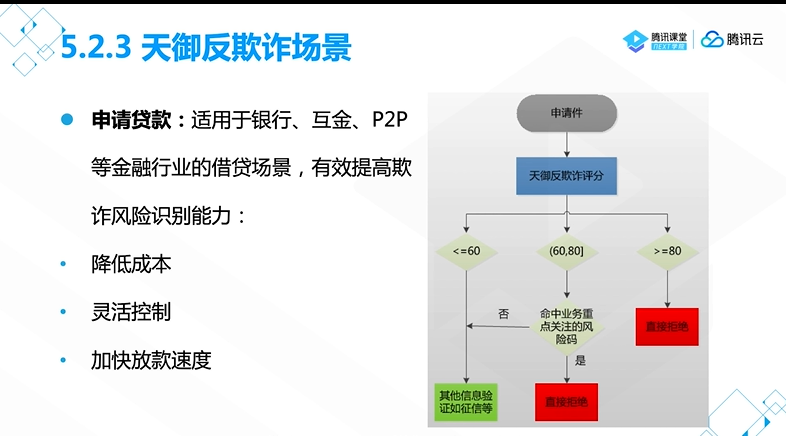 5.2.3 天御反欺诈场景
腾讯课堂
NEXT学院
腾讯云
申请贷款：适用于银行、互金、P2P
等金融行业的借贷场景，有效提高欺
诈风险识别能力：
降低成本
灵活控制
加快放款速度
申请件
天御反欺诈评分
<=60
(60,80]
>=80
否
命中业务重
点关注的风
险码
直接拒绝
是
其他信息验
证如征信等
直接拒绝